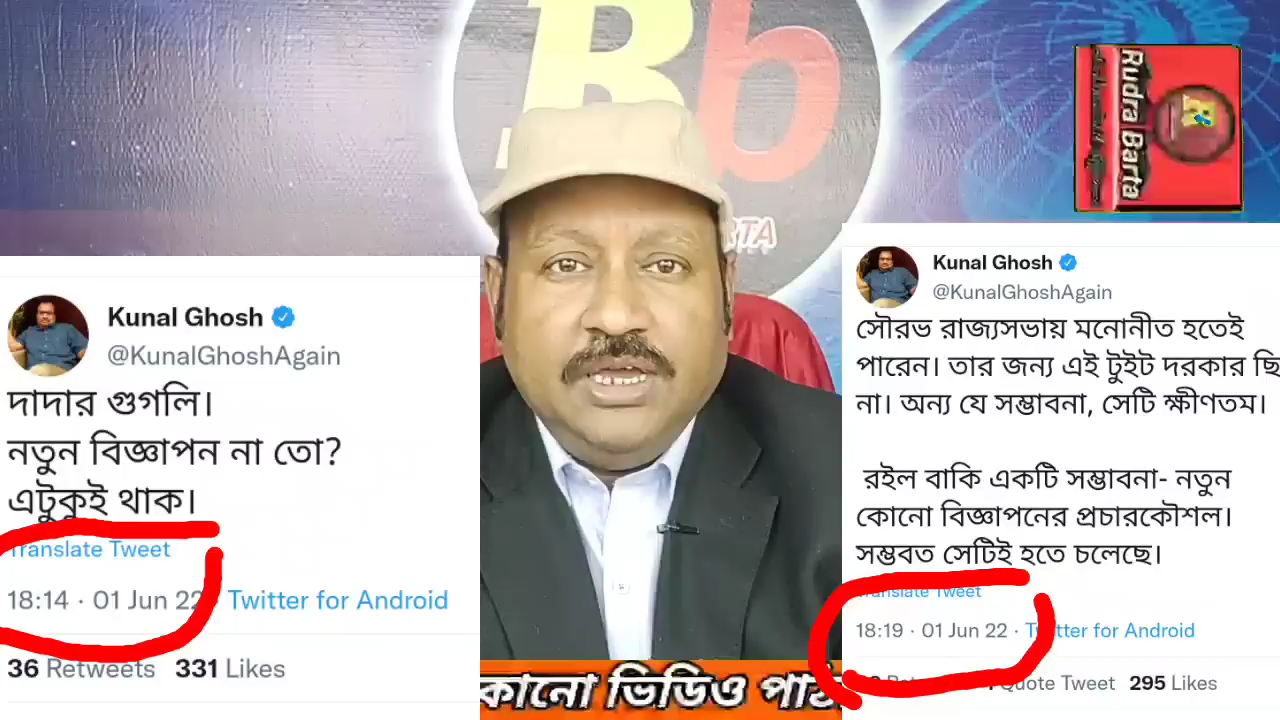 Bb
RTA
Rudra Barta
Kunal Ghosh
@KunalGhoshAgain
দাদার গুগলি।
নতুন বিজ্ঞাপন না তো?
এটুকুই থাক।
Translate Tweet
18:14 · 01 Jun 22 · Twitter for Android
36 Retweets 331 Likes
Kunal Ghosh
@KunalGhoshAgain
সৌরভ রাজ্যসভায় মনোনীত হতেই
পারেন। তার জন্য এই টুইট দরকার ছি
না। অন্য যে সম্ভাবনা, সেটি ক্ষীণতম।
রইল বাকি একটি সম্ভাবনা- নতুন
কোনো বিজ্ঞাপনের প্রচারকৌশল।
সম্ভবত সেটিই হতে চলেছে।
Translate Tweet
18:19 · 01 Jun 22 · Twitter for Android
Quote Tweet 295 Likes
কোনো ভিডিও